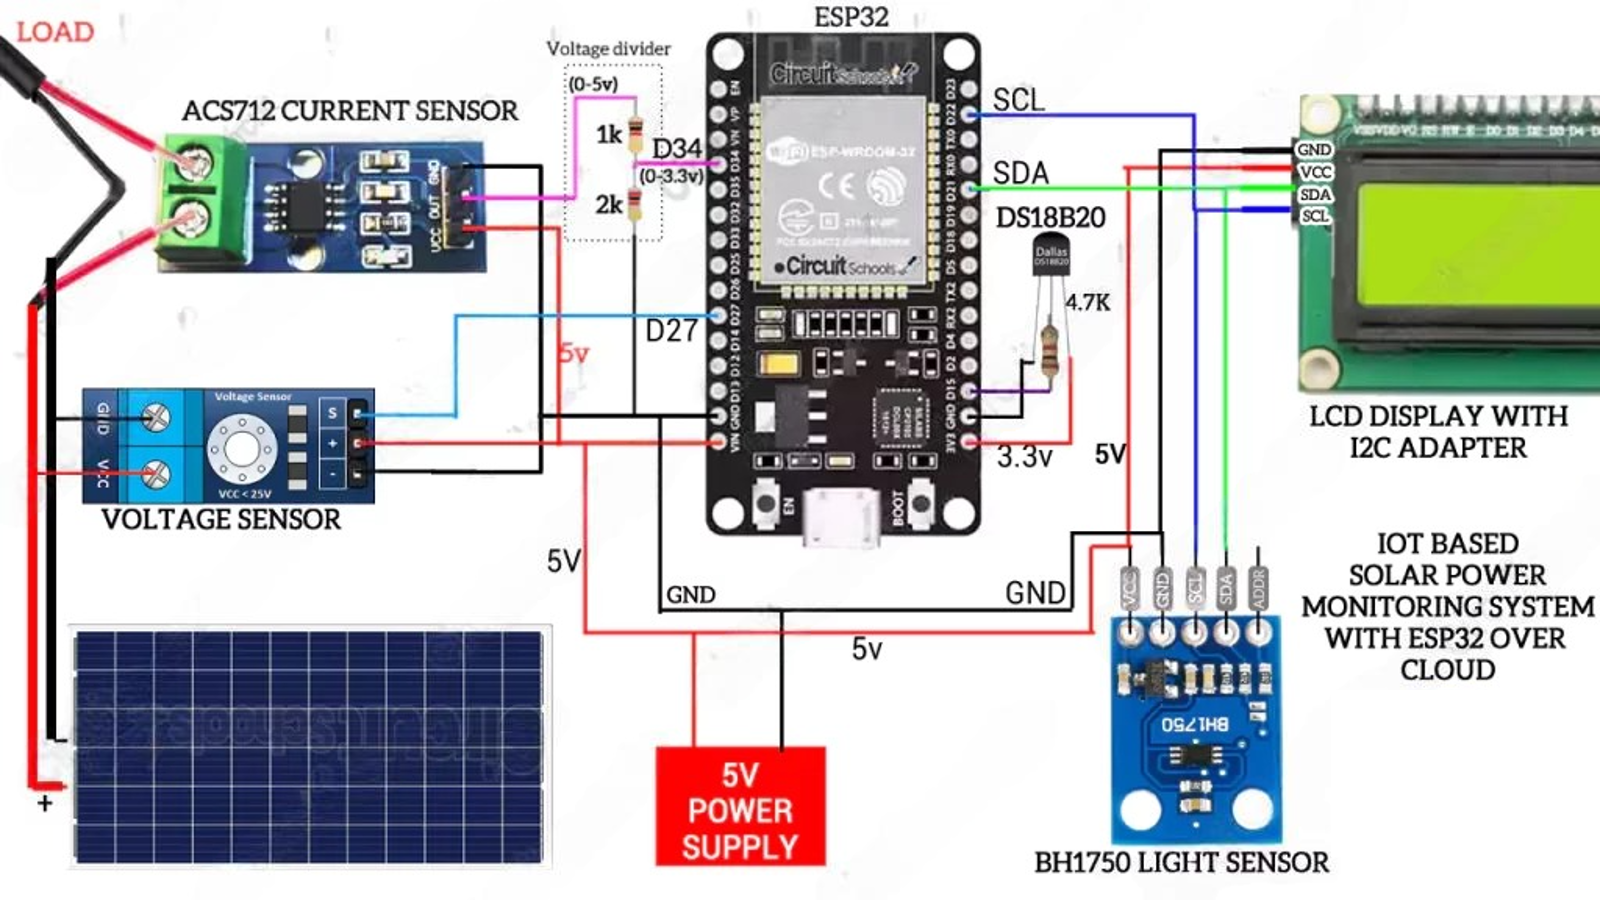 LOAD
ACS712 CURRENT SENSOR
GND
OUT
VCC
Voltage divider
(0-5v)
1k
2k
D34
(0-3.3v)
D27
5v
ESP32
CircuitSchools
WiFi ESP-WROOM-32
CE
CircuitSchools
EN
VP
VN
D34
D35
D32
D33
D25
D26
D27
D14
D12
D13
GND
VIN
D23
D22
TX0
RX0
D21
D19
D18
D5
TX2
RX2
D4
D2
D15
GND
3V3
EN
BOOT
SCL
SDA
DS18B20
Dallas
DS18B20
4.7K
3.3v
5V
GND
VCC
SDA
SCL
LCD DISPLAY WITH
I2C ADAPTER
Voltage Sensor
GND
VCC
S
+
-
VCC < 25V
VOLTAGE SENSOR
5V
GND
GND
5v
-
+
5V
POWER
SUPPLY
VCC
GND
SCL
SDA
ADDR
BH1750
BH1750 LIGHT SENSOR
IOT BASED
SOLAR POWER
MONITORING SYSTEM
WITH ESP32 OVER
CLOUD